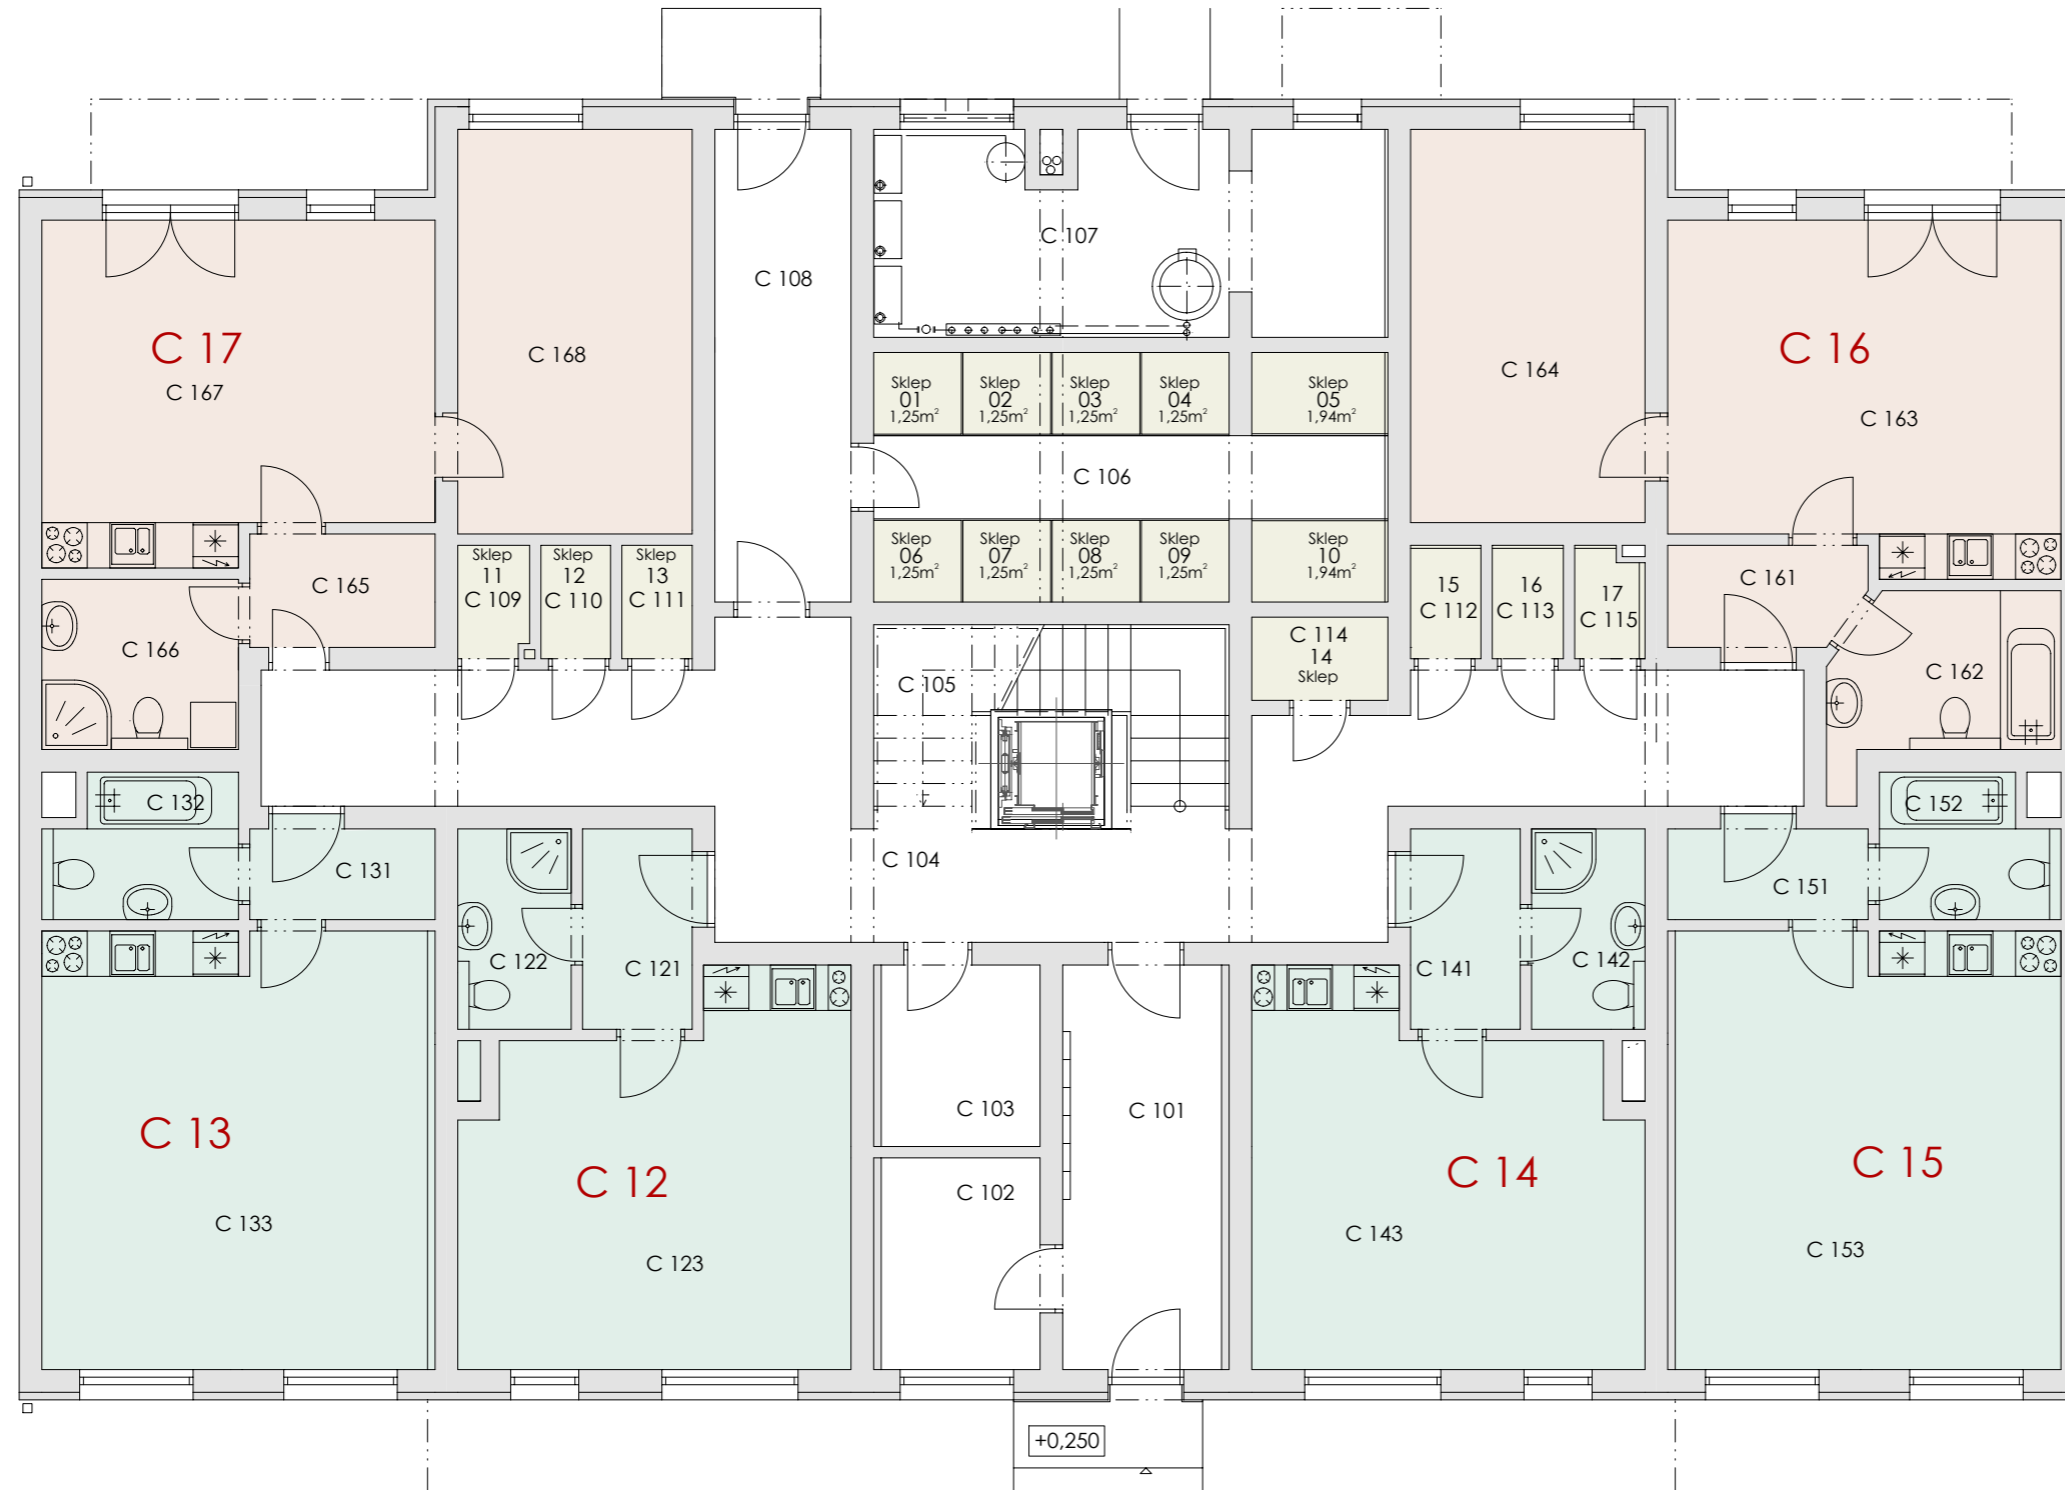 C 107
C 108
C 17
C 167
C 168
C 164
C 16
C 163
Sklep
01
1,25m²
Sklep
02
1,25m²
Sklep
03
1,25m²
Sklep
04
1,25m²
Sklep
05
1,94m²
C 106
Sklep
06
1,25m²
Sklep
07
1,25m²
Sklep
08
1,25m²
Sklep
09
1,25m²
Sklep
10
1,94m²
Sklep
11
C 109
Sklep
12
C 110
Sklep
13
C 111
15
C 112
16
C 113
17
C 115
C 161
C 165
C 166
C 114
14
Sklep
C 162
C 105
C 132
C 152
C 104
C 131
C 151
C 122
C 121
C 141
C 142
C 103
C 101
C 13
C 12
C 14
C 15
C 102
C 133
C 123
C 143
C 153
+0,250